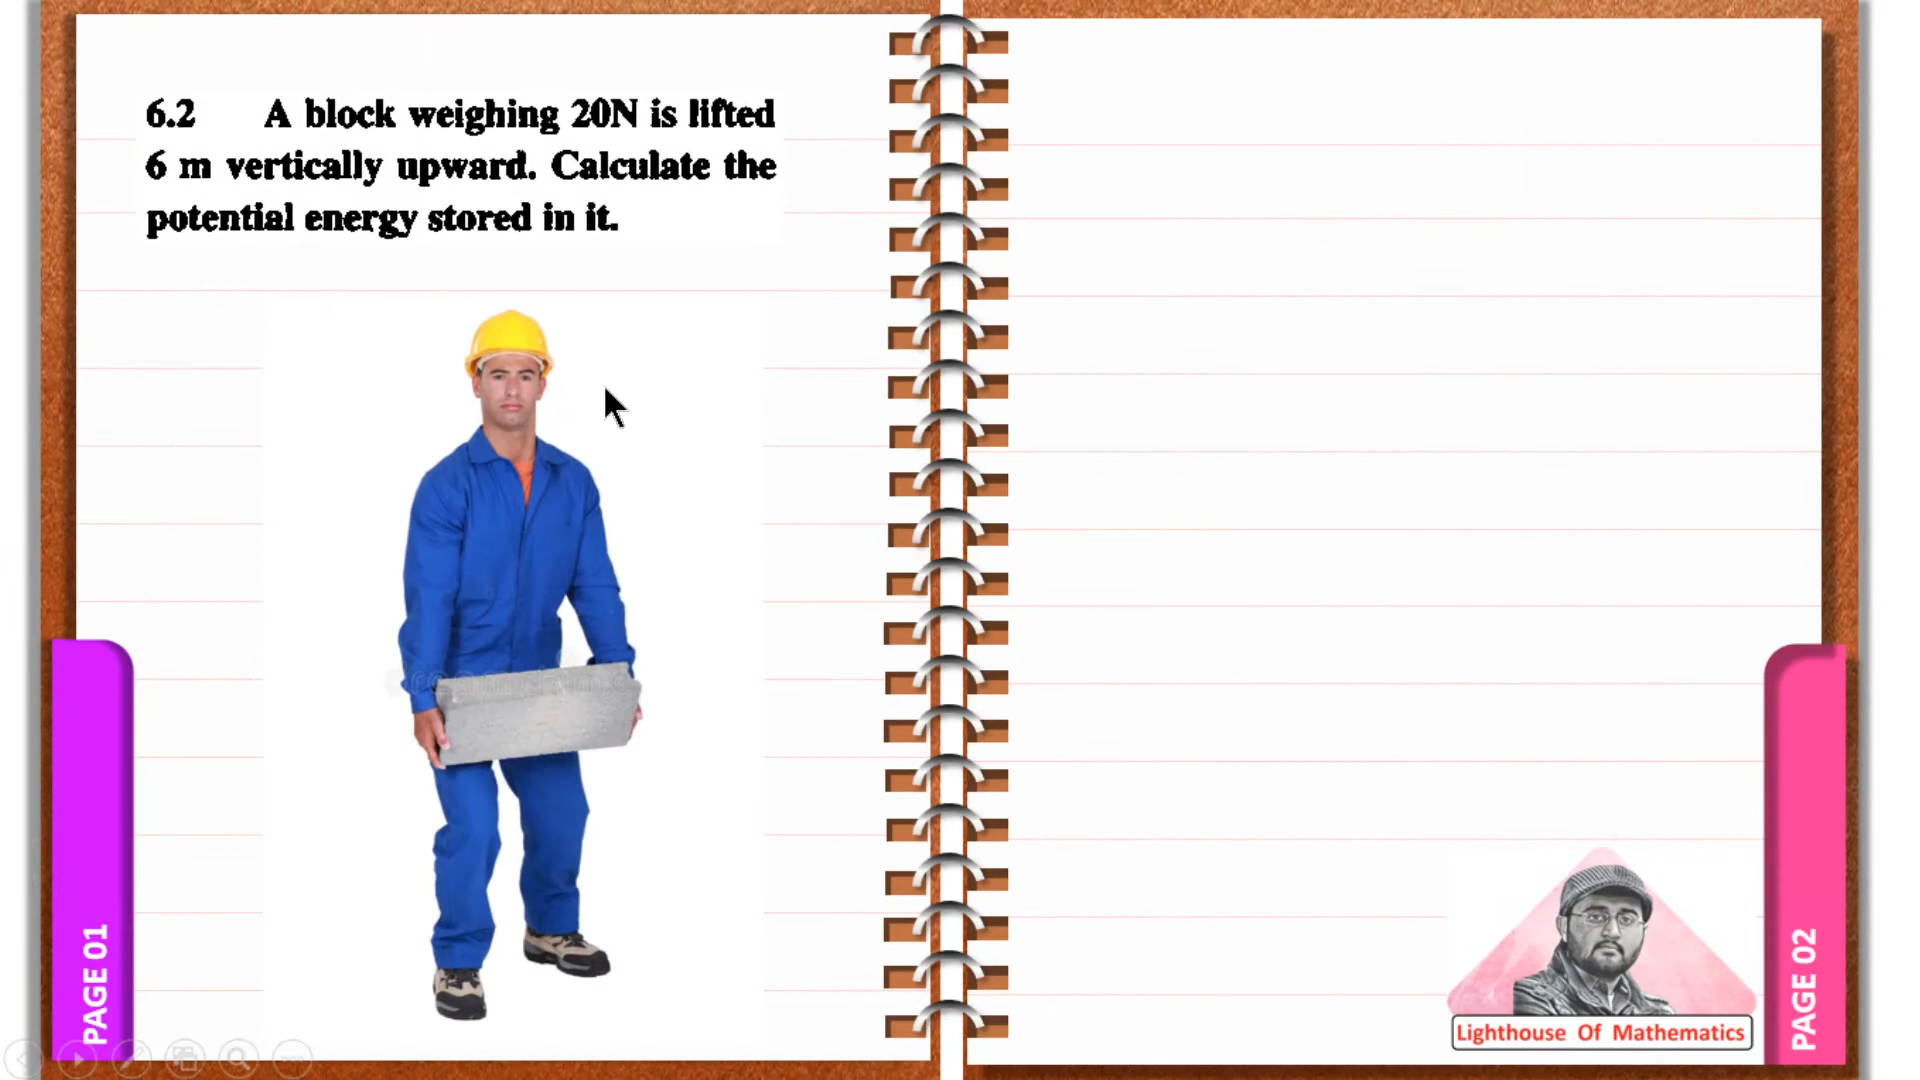 6.2 A block weighing 20N is lifted
6 m vertically upward. Calculate the
potential energy stored in it.
PAGE 01
Lighthouse Of Mathematics
PAGE 02